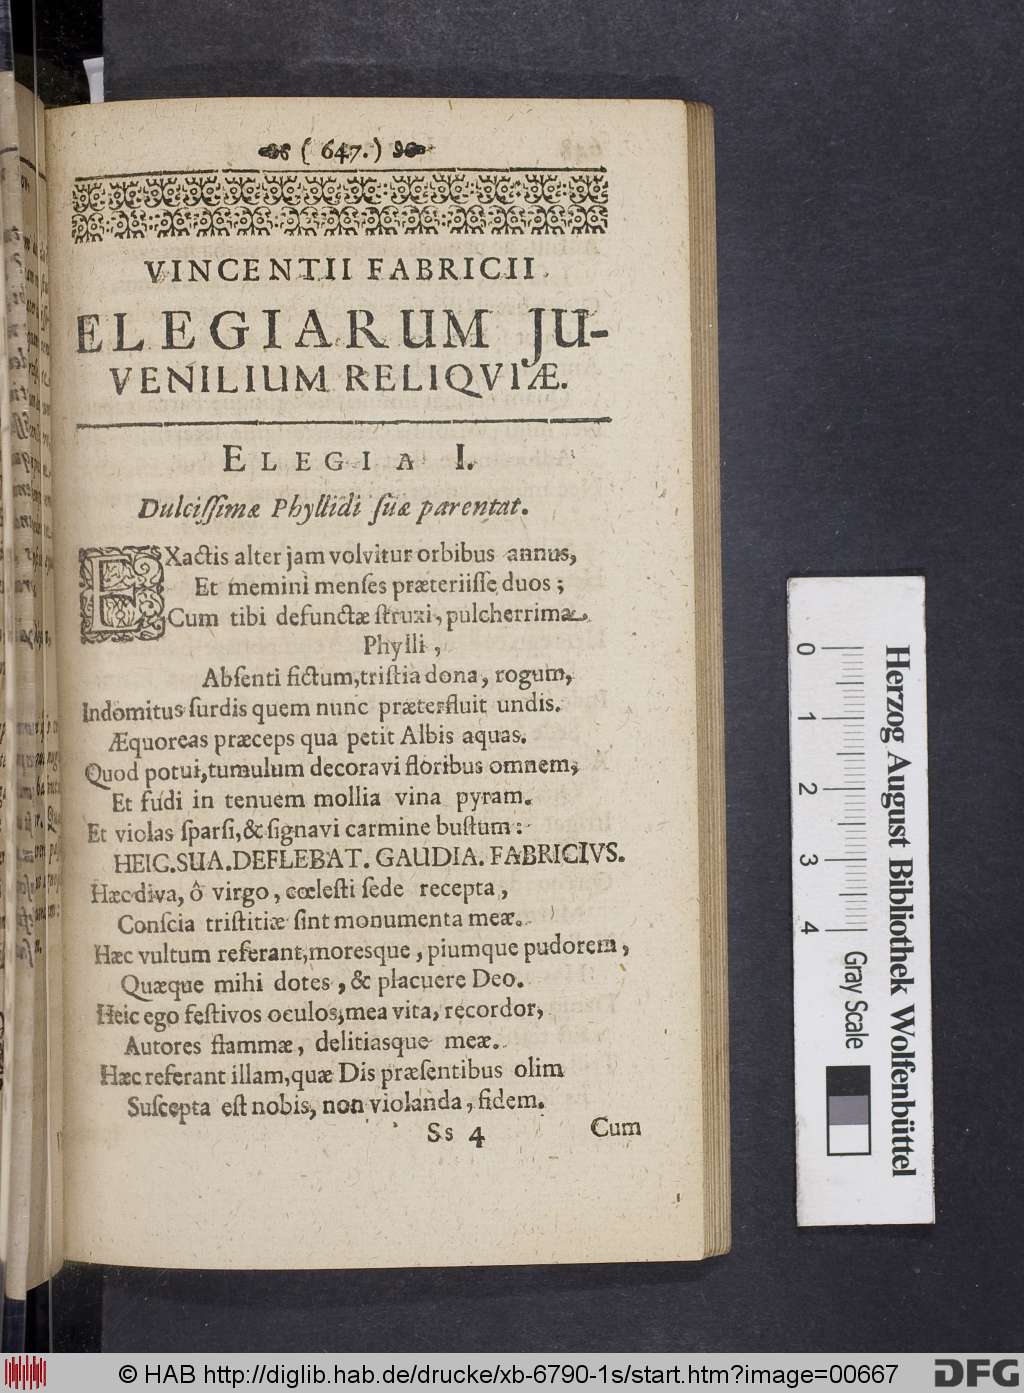 ( 647. )
VINCENTII FABRICII
ELEGIARUM JU-
VENILIUM RELIQVIÆ.
ELEGIA I.
Dulcissimæ Phyllidi suæ parentat.
EXactis alter jam volvitur orbibus annus,
Et memini menses præteriisse duos;
Cum tibi defunctæ struxi, pulcherrima
Phylli,
Absenti fictum, tristia dona, rogum,
Indomitus surdis quem nunc præterfluit undis.
Æquoreas præceps qua petit Albis aquas.
Quod potui, tumulum decoravi floribus omnem,
Et fudi in tenuem mollia vina pyram.
Et violas sparsi, & signavi carmine bustum:
HEIC.SUA.DEFLEBAT. GAUDIA. FABRICIVS.
Hæc diva, ô virgo, cœlesti sede recepta,
Conscia tristitiæ sint monumenta meæ.
Hæc vultum referant, moresque, piumque pudorem,
Quæque mihi dotes, & placuere Deo.
Heic ego festivos oculos, mea vita, recordor,
Autores flammæ, delitiasque meæ.
Hæc referant illam, quæ Dis præsentibus olim
Suscepta est nobis, non violanda, fidem.
Ss 4 Cum
0 1 2 3 4
Gray Scale
Herzog August Bibliothek Wolfenbüttel
© HAB http://diglib.hab.de/drucke/xb-6790-1s/start.htm?image=00667
DFG